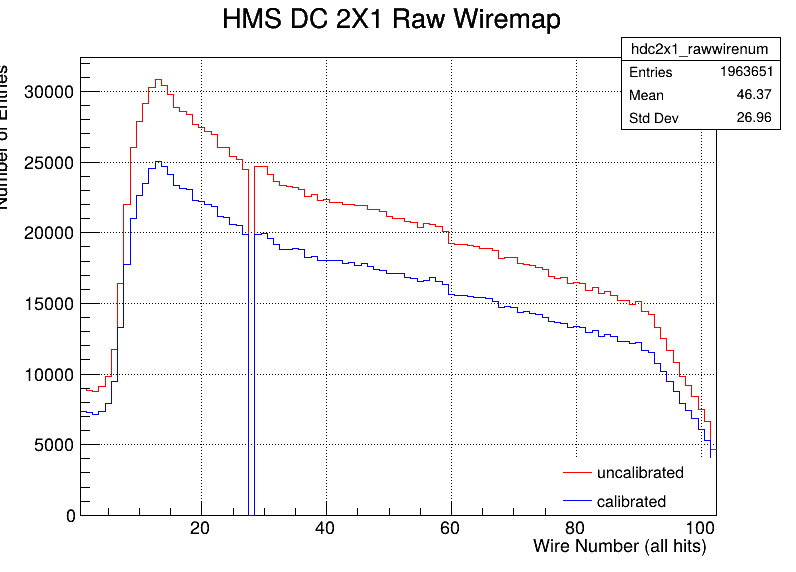 HMS DC 2X1 Raw Wiremap
hdc2x1_rawwirenum
Entries 1963651
Mean 46.37
Std Dev 26.96
Number of Entries
30000
25000
20000
15000
10000
5000
0
uncalibrated
calibrated
20 40 60 80 100
Wire Number (all hits)